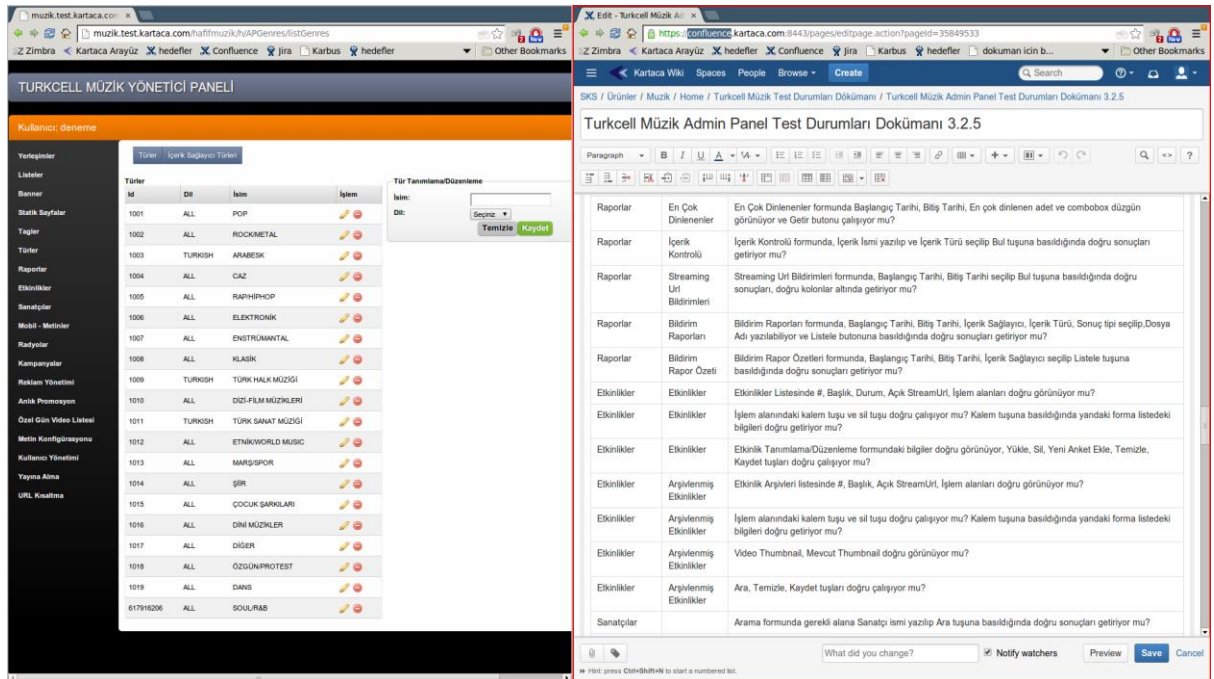 muzik.test.kartaca.com
muzik.test.kartaca.com/hafifmuzik/h/APGenres/listGenres
Zimbra Kartaca Arayüz hedefler Confluence Jira Karbus hedefler Other Bookmarks
TURKCELL MÜZİK YÖNETİCİ PANELİ
Kullanıcı: deneme
Yerleşimler
Listeler
Banner
Statik Sayfalar
Tagler
Türler
Raporlar
Etkinlikler
Sanatçılar
Mobil - Metinler
Radyolar
Kampanyalar
Reklam Yönetimi
Anlık Promosyon
Özel Gün Video Listesi
Metin Konfigürasyonu
Kullanıcı Yönetimi
Yayına Alma
URL Kısaltma
Türler İçerik Sağlayıcı Türleri
Türler
Id Dil İsim İşlem
1001 ALL POP
1002 ALL ROCK/METAL
1003 TURKISH ARABESK
1004 ALL CAZ
1005 ALL RAP/HİPHOP
1006 ALL ELEKTRONİK
1007 ALL ENSTRÜMANTAL
1008 ALL KLASİK
1009 TURKISH TÜRK HALK MÜZİĞİ
1010 ALL DİZİ-FİLM MÜZİKLERİ
1011 TURKISH TÜRK SANAT MÜZİĞİ
1012 ALL ETNİK/WORLD MUSIC
1013 ALL MARŞ/SPOR
1014 ALL ŞİİR
1015 ALL ÇOCUK ŞARKILARI
1016 ALL DİNİ MÜZİKLER
1017 ALL DİĞER
1018 ALL ÖZGÜN/PROTEST
1019 ALL DANS
617916206 ALL SOUL/R&B
Tür Tanımlama/Düzenleme
İsim:
Dil: Seçiniz
Temizle Kaydet
Edit - Turkcell Müzik Ad
https://confluence.kartaca.com:8443/pages/editpage.action?pageId=35849533
Zimbra Kartaca Arayüz hedefler Confluence Jira Karbus hedefler dokuman icin b... Other Bookmarks
Kartaca Wiki Spaces People Browse Create Search
SKS / Ürünler / Muzik / Home / Turkcell Müzik Test Durumları Dökümanı / Turkcell Müzik Admin Panel Test Durumları Dokümanı 3.2.5
Turkcell Müzik Admin Panel Test Durumları Dokümanı 3.2.5
Paragraph B I U A
Raporlar En Çok Dinlenenler En Çok Dinlenenler formunda Başlangıç Tarihi, Bitiş Tarihi, En çok dinlenen adet ve combobox düzgün
görünüyor ve Getir butonu çalışıyor mu?
Raporlar İçerik Kontrolü İçerik Kontrolü formunda, İçerik İsmi yazılıp ve İçerik Türü seçilip Bul tuşuna basıldığında doğru sonuçları
getiriyor mu?
Raporlar Streaming Url Bildirimleri Streaming Url Bildirimleri formunda, Başlangıç Tarihi, Bitiş Tarihi seçilip Bul tuşuna basıldığında doğru
sonuçları, doğru kolonlar altında getiriyor mu?
Raporlar Bildirim Raporları Bildirim Raporları formunda, Başlangıç Tarihi, Bitiş Tarihi, İçerik Sağlayıcı, İçerik Türü, Sonuç tipi seçilip,Dosya
Adı yazılabiliyor ve Listele butonuna basıldığında doğru sonuçları getiriyor mu?
Raporlar Bildirim Rapor Özeti Bildirim Rapor Özetleri formunda, Başlangıç Tarihi, Bitiş Tarihi, İçerik Sağlayıcı seçilip Listele tuşuna
basıldığında doğru sonuçları getiriyor mu?
Etkinlikler Etkinlikler Etkinlikler Listesinde #, Başlık, Durum, Açık StreamUrl, İşlem alanları doğru görünüyor mu?
Etkinlikler Etkinlikler İşlem alanındaki kalem tuşu ve sil tuşu doğru çalışıyor mu? Kalem tuşuna basıldığında yandaki forma listedeki
bilgileri doğru getiriyor mu?
Etkinlikler Etkinlikler Etkinlik Tanımlama/Düzenleme formundaki bilgiler doğru görünüyor, Yükle, Sil, Yeni Anket Ekle, Temizle,
Kaydet tuşları doğru çalışıyor mu?
Etkinlikler Arşivlenmiş Etkinlikler Etkinlik Arşivleri listesinde #, Başlık, Açık StreamUrl, İşlem alanları doğru görünüyor mu?
Etkinlikler Arşivlenmiş Etkinlikler İşlem alanındaki kalem tuşu ve sil tuşu doğru çalışıyor mu? Kalem tuşuna basıldığında yandaki forma listedeki
bilgileri doğru getiriyor mu?
Etkinlikler Arşivlenmiş Etkinlikler Video Thumbnail, Mevcut Thumbnail doğru görünüyor mu?
Etkinlikler Arşivlenmiş Etkinlikler Ara, Temizle, Kaydet tuşları doğru çalışıyor mu?
Sanatçılar Arama formunda gerekli alana Sanatçı ismi yazılıp Ara tuşuna basıldığında doğru sonuçları getiriyor mu?
What did you change? Notify watchers Preview Save Cancel
Hint: press Ctrl+Shift+N to start a numbered list.